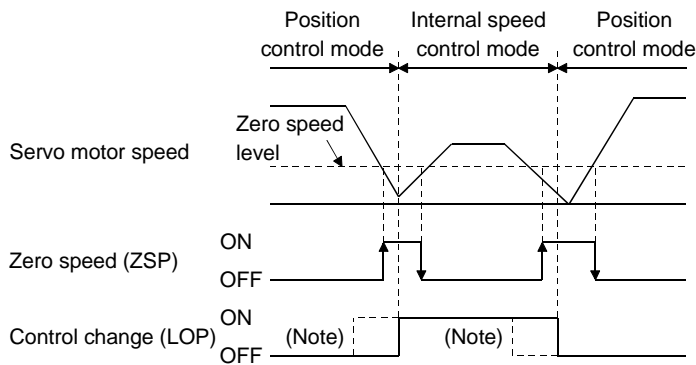 Position
control mode
Internal speed
control mode
Position
control mode
Servo motor speed
Zero speed
level
Zero speed (ZSP)
ON
OFF
Control change (LOP)
ON
OFF
(Note)
(Note)